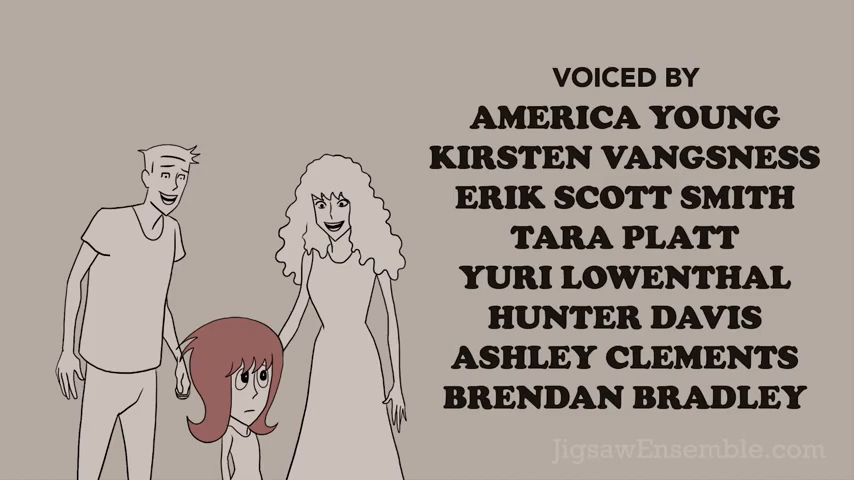 VOICED BY
AMERICA YOUNG
KIRSTEN VANGSNESS
ERIK SCOTT SMITH
TARA PLATT
YURI LOWENTHAL
HUNTER DAVIS
ASHLEY CLEMENTS
BRENDAN BRADLEY
JigsawEnsemble.com